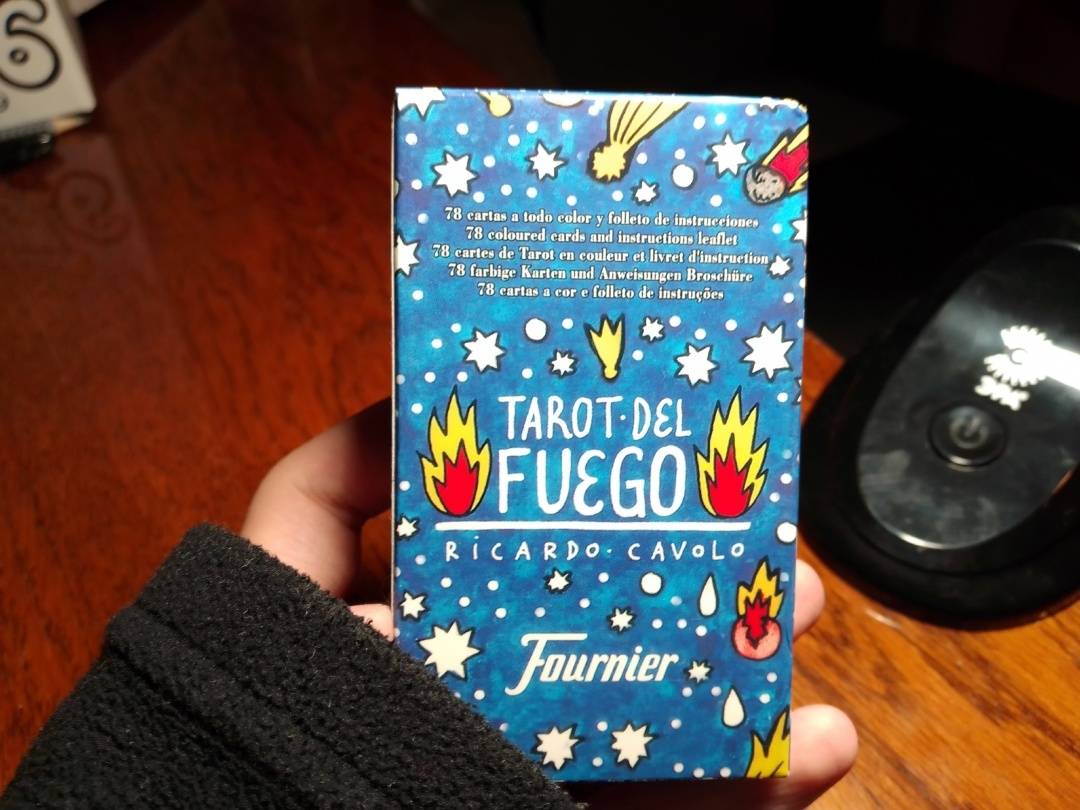 78 cartas a todo color y folleto de instrucciones
78 coloured cards and instructions leaflet
78 cartes de Tarot en couleur et livret d'instruction
78 farbige Karten und Anweisungen Broschüre
78 cartas a cor e folleto de instruções
TAROT·DEL
FUEGO
RICARDO·CAVOLO
Fournier